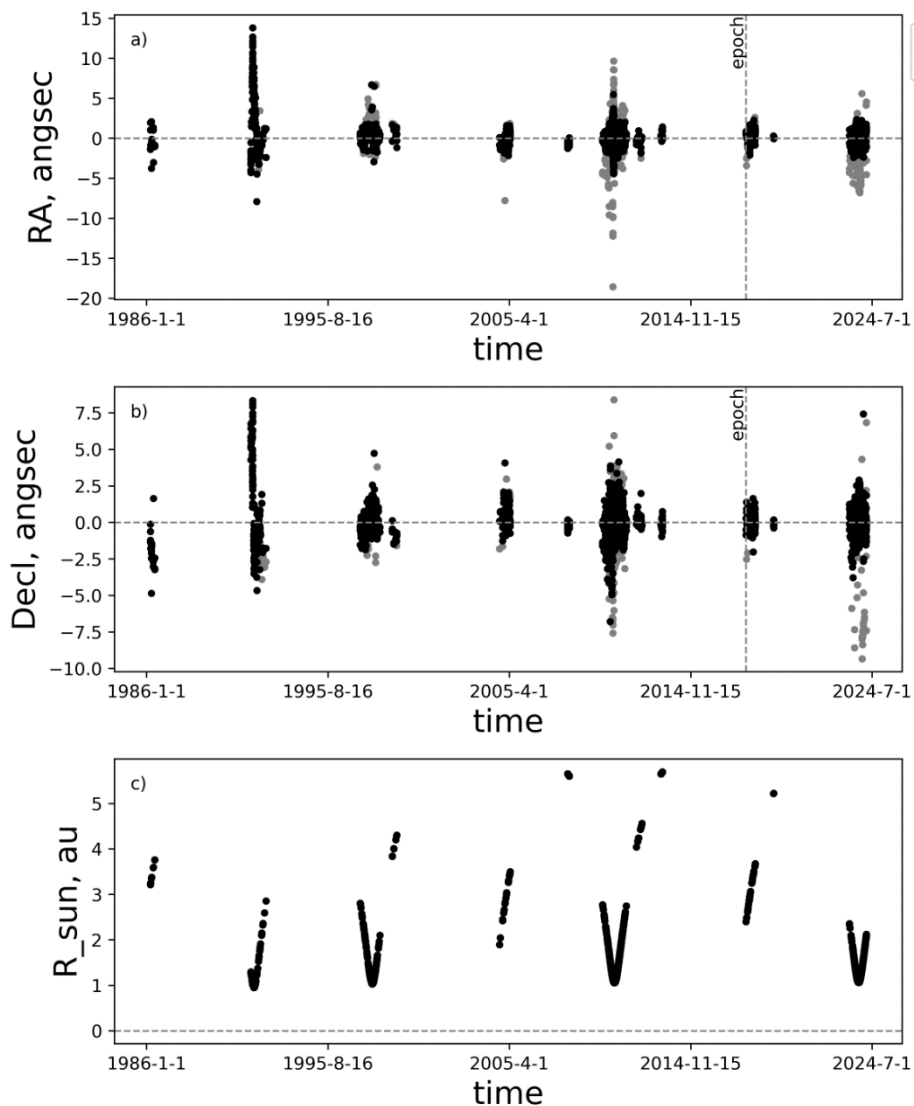 a)
epoch
15
10
5
0
−5
−10
−15
−20
RA, angsec
1986-1-1 1995-8-16 2005-4-1 2014-11-15 2024-7-1
time
b)
epoch
7.5
5.0
2.5
0.0
−2.5
−5.0
−7.5
−10.0
Decl, angsec
1986-1-1 1995-8-16 2005-4-1 2014-11-15 2024-7-1
time
c)
5
4
3
2
1
0
R_sun, au
1986-1-1 1995-8-16 2005-4-1 2014-11-15 2024-7-1
time